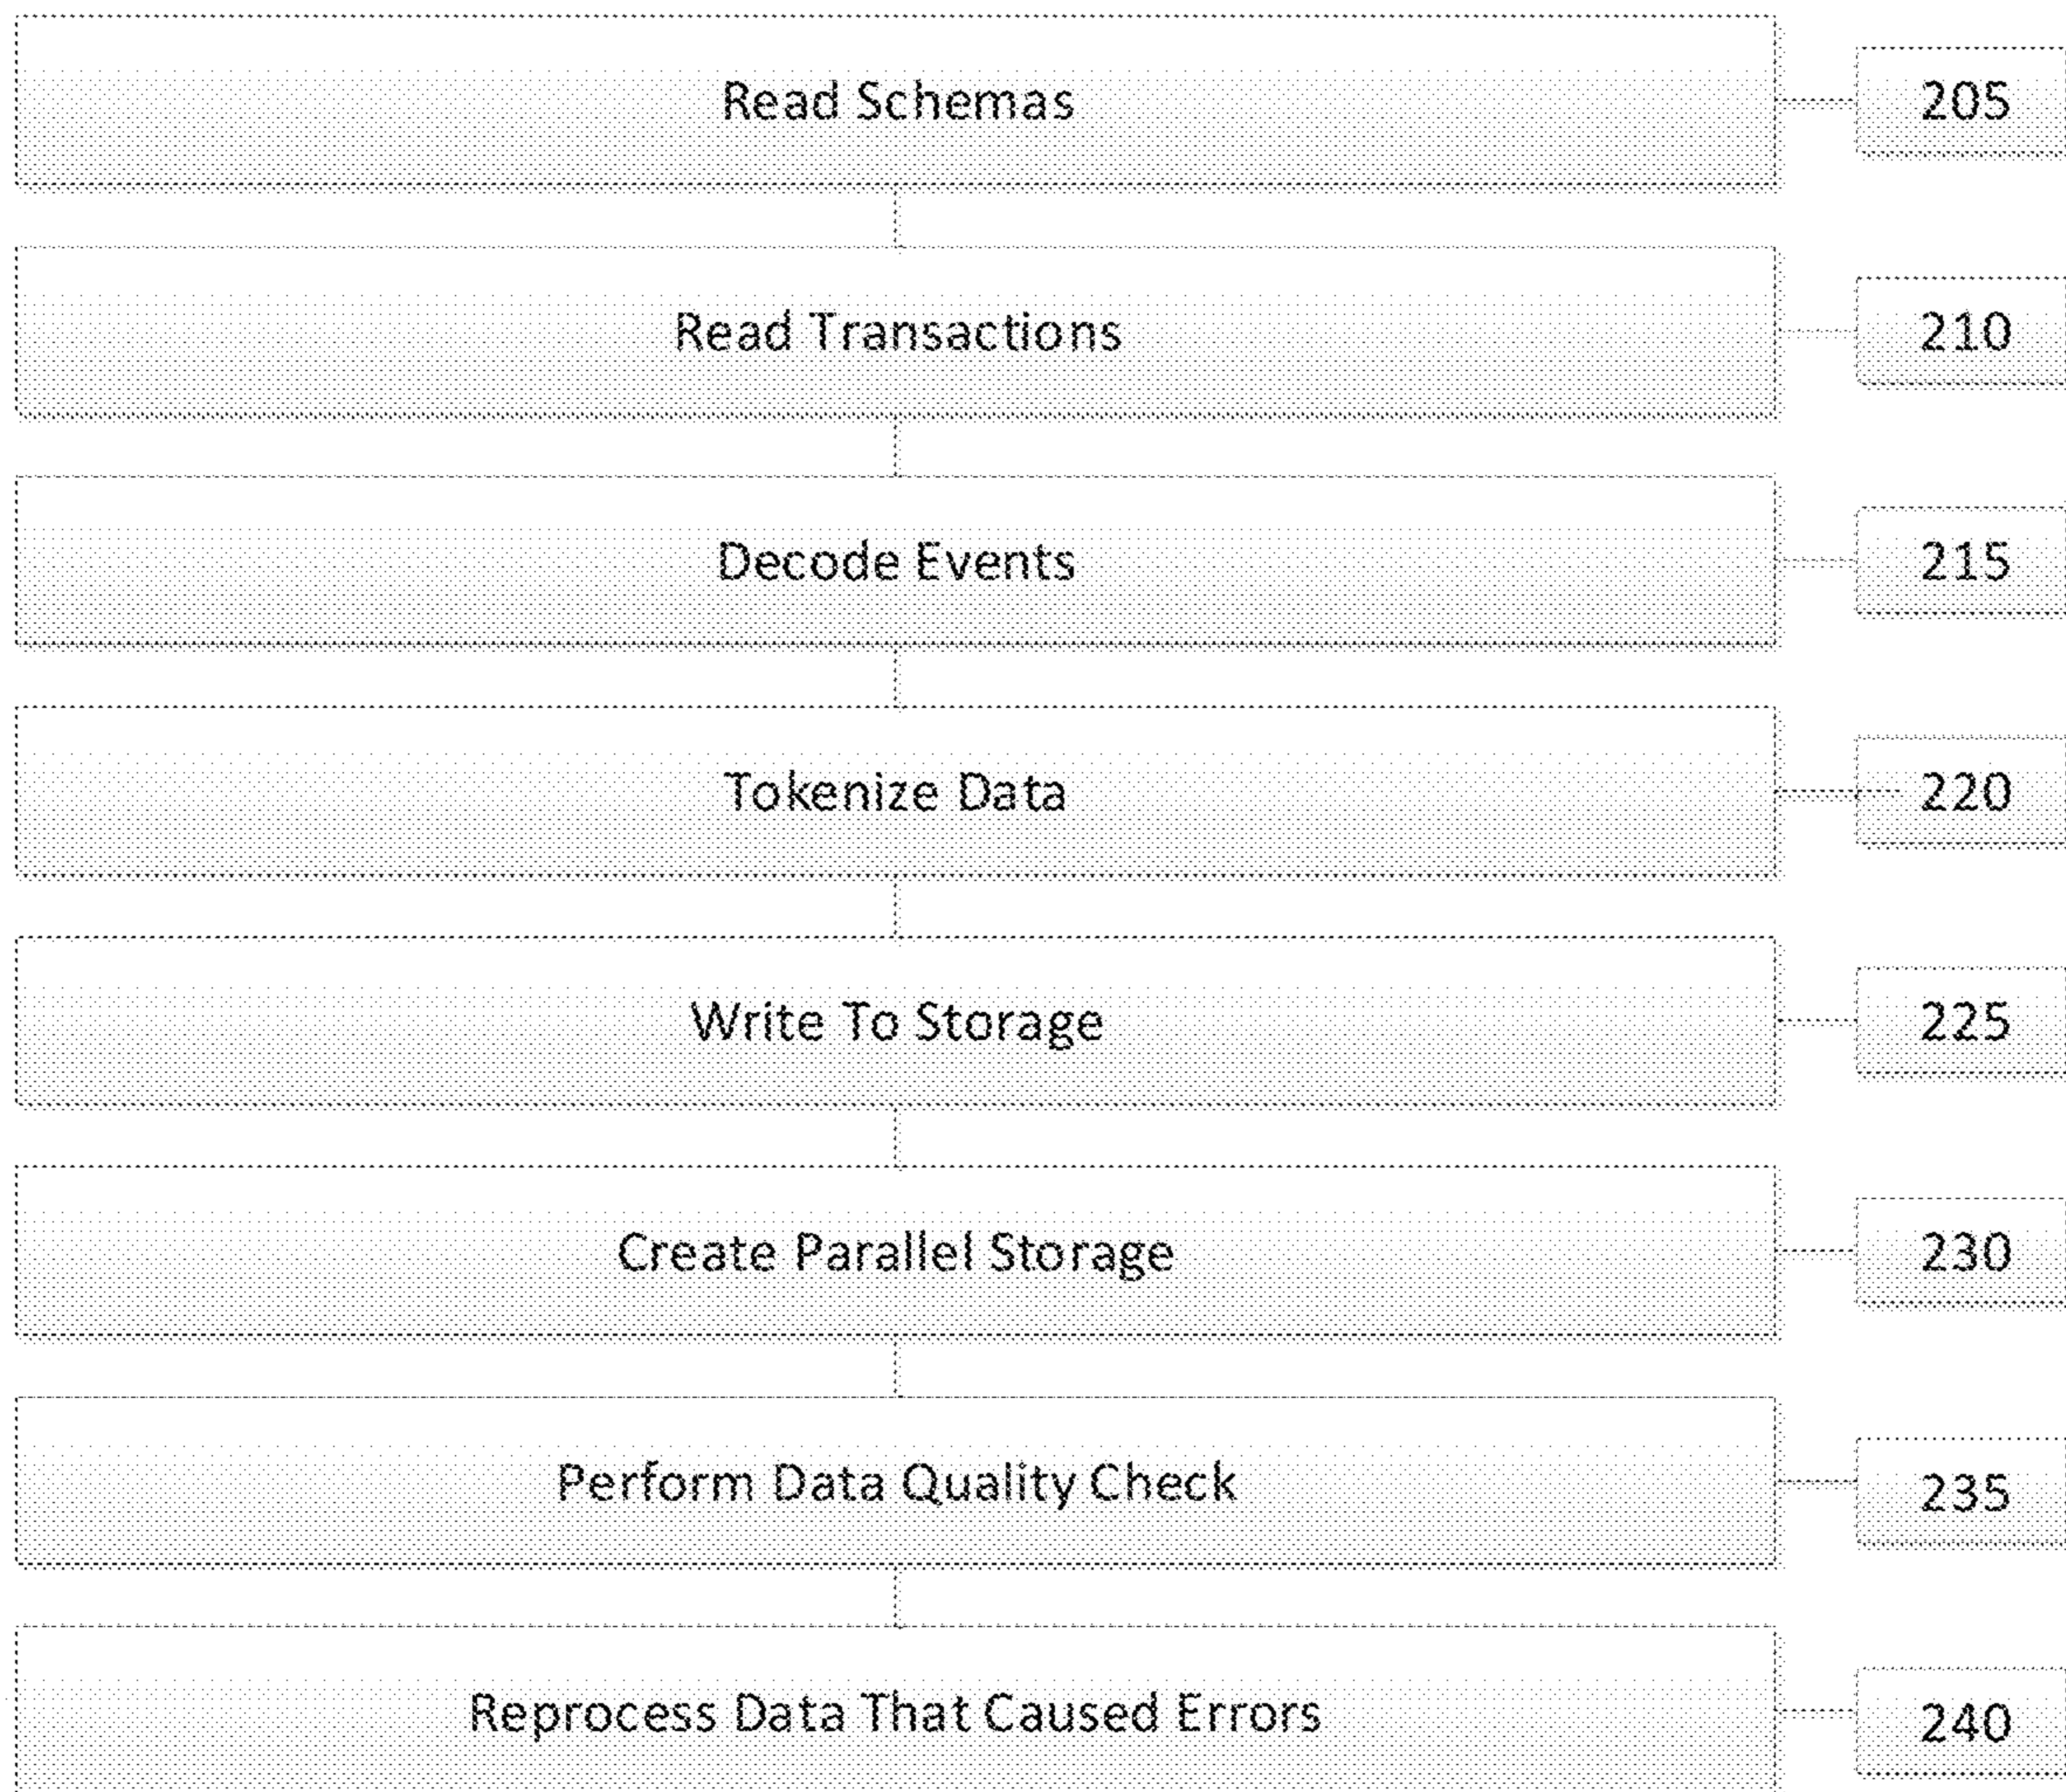 Read Schemas
205
Read Transactions
210
Decode Events
215
Tokenize Data
220
Write To Storage
225
Create Parallel Storage
230
Perform Data Quality Check
235
Reprocess Data That Caused Errors
240